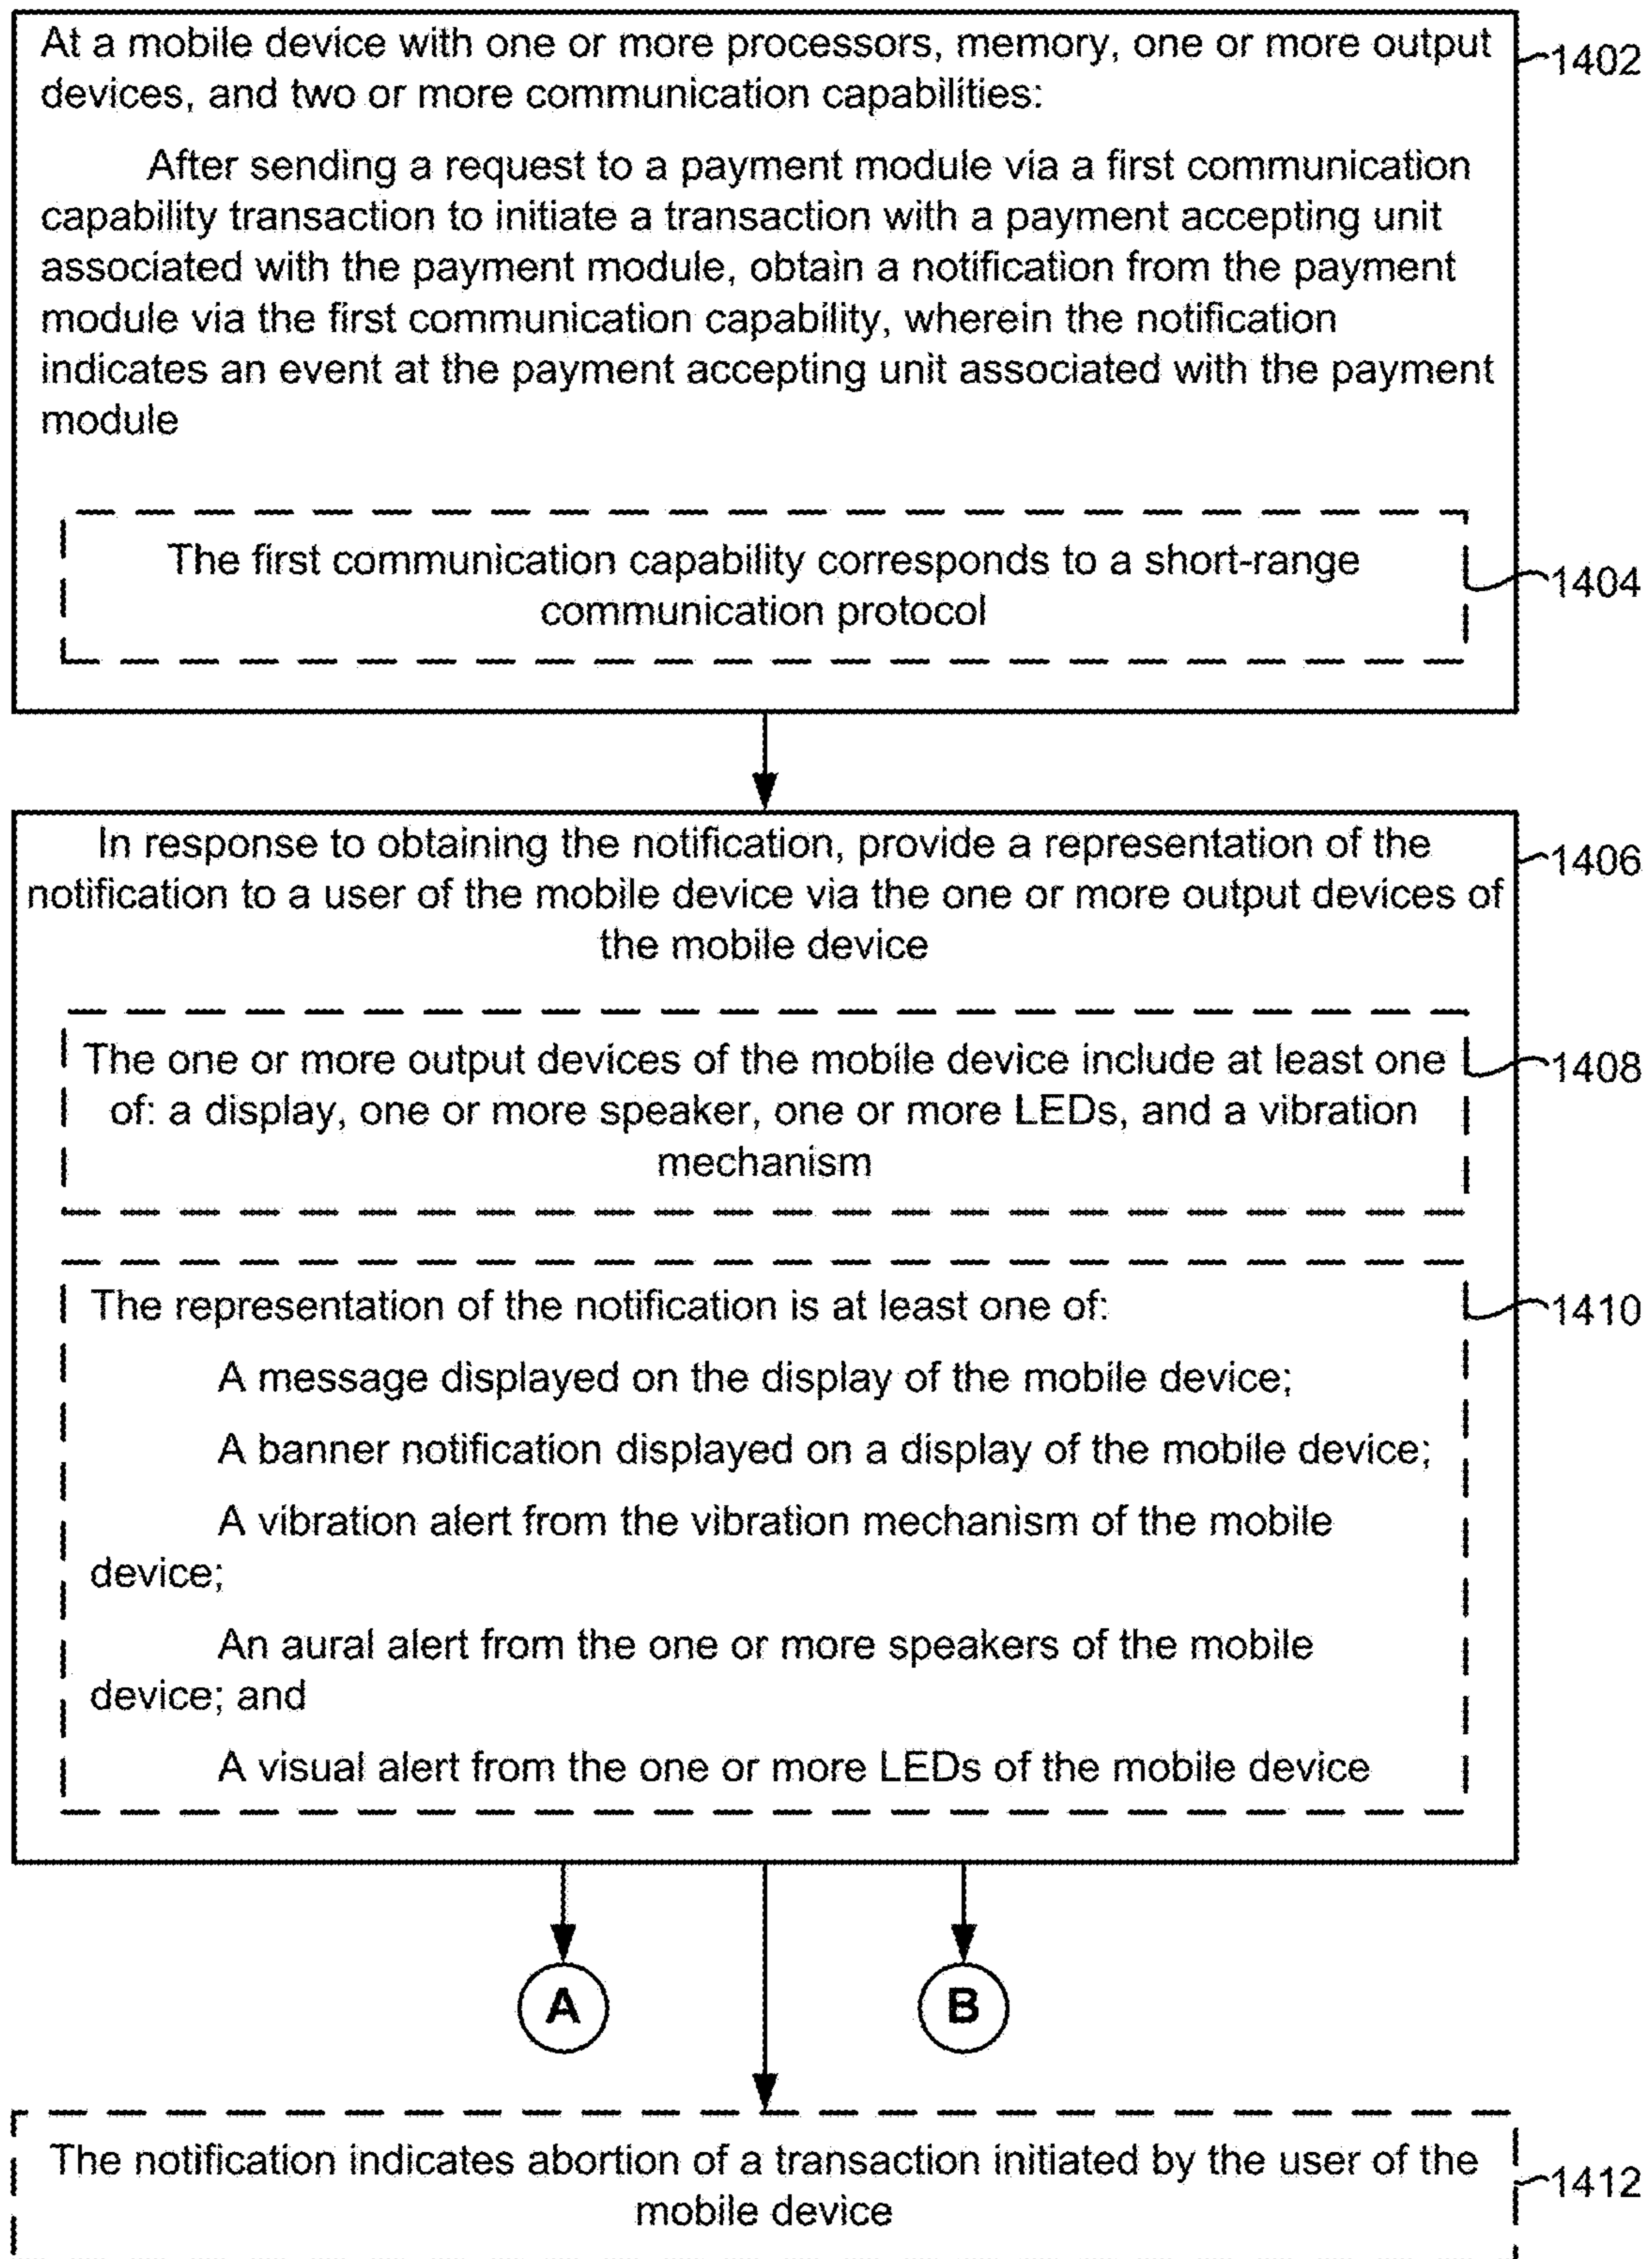 At a mobile device with one or more processors, memory, one or more output
devices, and two or more communication capabilities:
1402
After sending a request to a payment module via a first communication
capability transaction to initiate a transaction with a payment accepting unit
associated with the payment module, obtain a notification from the payment
module via the first communication capability, wherein the notification
indicates an event at the payment accepting unit associated with the payment
module
The first communication capability corresponds to a short-range
communication protocol
1404
In response to obtaining the notification, provide a representation of the
notification to a user of the mobile device via the one or more output devices of
the mobile device
1406
The one or more output devices of the mobile device include at least one
of: a display, one or more speaker, one or more LEDs, and a vibration
mechanism
1408
The representation of the notification is at least one of:
1410
A message displayed on the display of the mobile device;
A banner notification displayed on a display of the mobile device;
A vibration alert from the vibration mechanism of the mobile
device;
An aural alert from the one or more speakers of the mobile
device; and
A visual alert from the one or more LEDs of the mobile device
A
B
The notification indicates abortion of a transaction initiated by the user of the
mobile device
1412